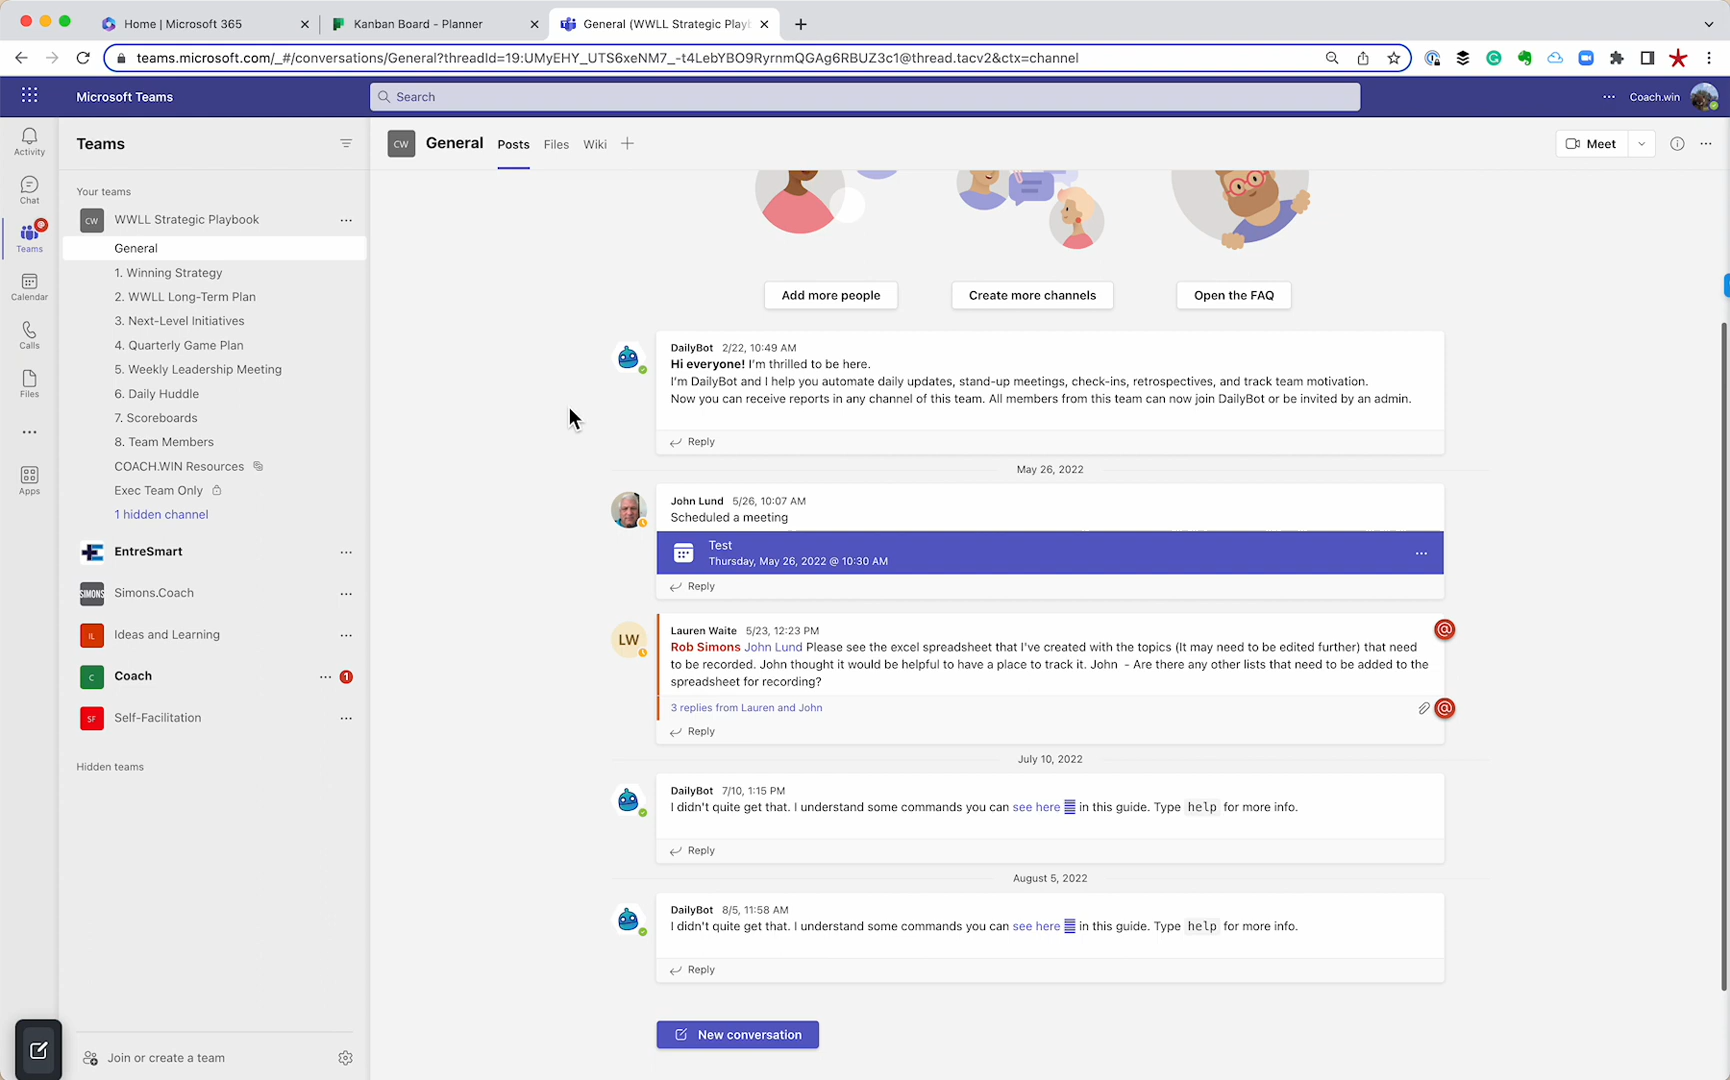 Home | Microsoft 365
Kanban Board - Planner
General (WWLL Strategic Playb
teams.microsoft.com/_#/conversations/General?threadId=19:UMyEHY_UTS6xeNM7_-t4LebYBO9RyrnmQGAg6RBUZ3c1@thread.tacv2&ctx=channel
Microsoft Teams
Search
Coach.win
Activity
Chat
Teams
Calendar
Calls
Files
Apps
Teams
Your teams
CW WWLL Strategic Playbook
General
1. Winning Strategy
2. WWLL Long-Term Plan
3. Next-Level Initiatives
4. Quarterly Game Plan
5. Weekly Leadership Meeting
6. Daily Huddle
7. Scoreboards
8. Team Members
COACH.WIN Resources
Exec Team Only
1 hidden channel
EntreSmart
SIMONS Simons.Coach
IL Ideas and Learning
C Coach 1
SF Self-Facilitation
Hidden teams
Join or create a team
CW General Posts Files Wiki
Meet
Add more people
Create more channels
Open the FAQ
DailyBot 2/22, 10:49 AM
Hi everyone! I'm thrilled to be here.
I'm DailyBot and I help you automate daily updates, stand-up meetings, check-ins, retrospectives, and track team motivation.
Now you can receive reports in any channel of this team. All members from this team can now join DailyBot or be invited by an admin.
Reply
May 26, 2022
John Lund 5/26, 10:07 AM
Scheduled a meeting
Test
Thursday, May 26, 2022 @ 10:30 AM
Reply
LW
Lauren Waite 5/23, 12:23 PM
@
Rob Simons John Lund Please see the excel spreadsheet that I've created with the topics (It may need to be edited further) that need
to be recorded. John thought it would be helpful to have a place to track it. John - Are there any other lists that need to be added to the
spreadsheet for recording?
3 replies from Lauren and John
@
Reply
July 10, 2022
DailyBot 7/10, 1:15 PM
I didn't quite get that. I understand some commands you can see here in this guide. Type help for more info.
Reply
August 5, 2022
DailyBot 8/5, 11:58 AM
I didn't quite get that. I understand some commands you can see here in this guide. Type help for more info.
Reply
New conversation